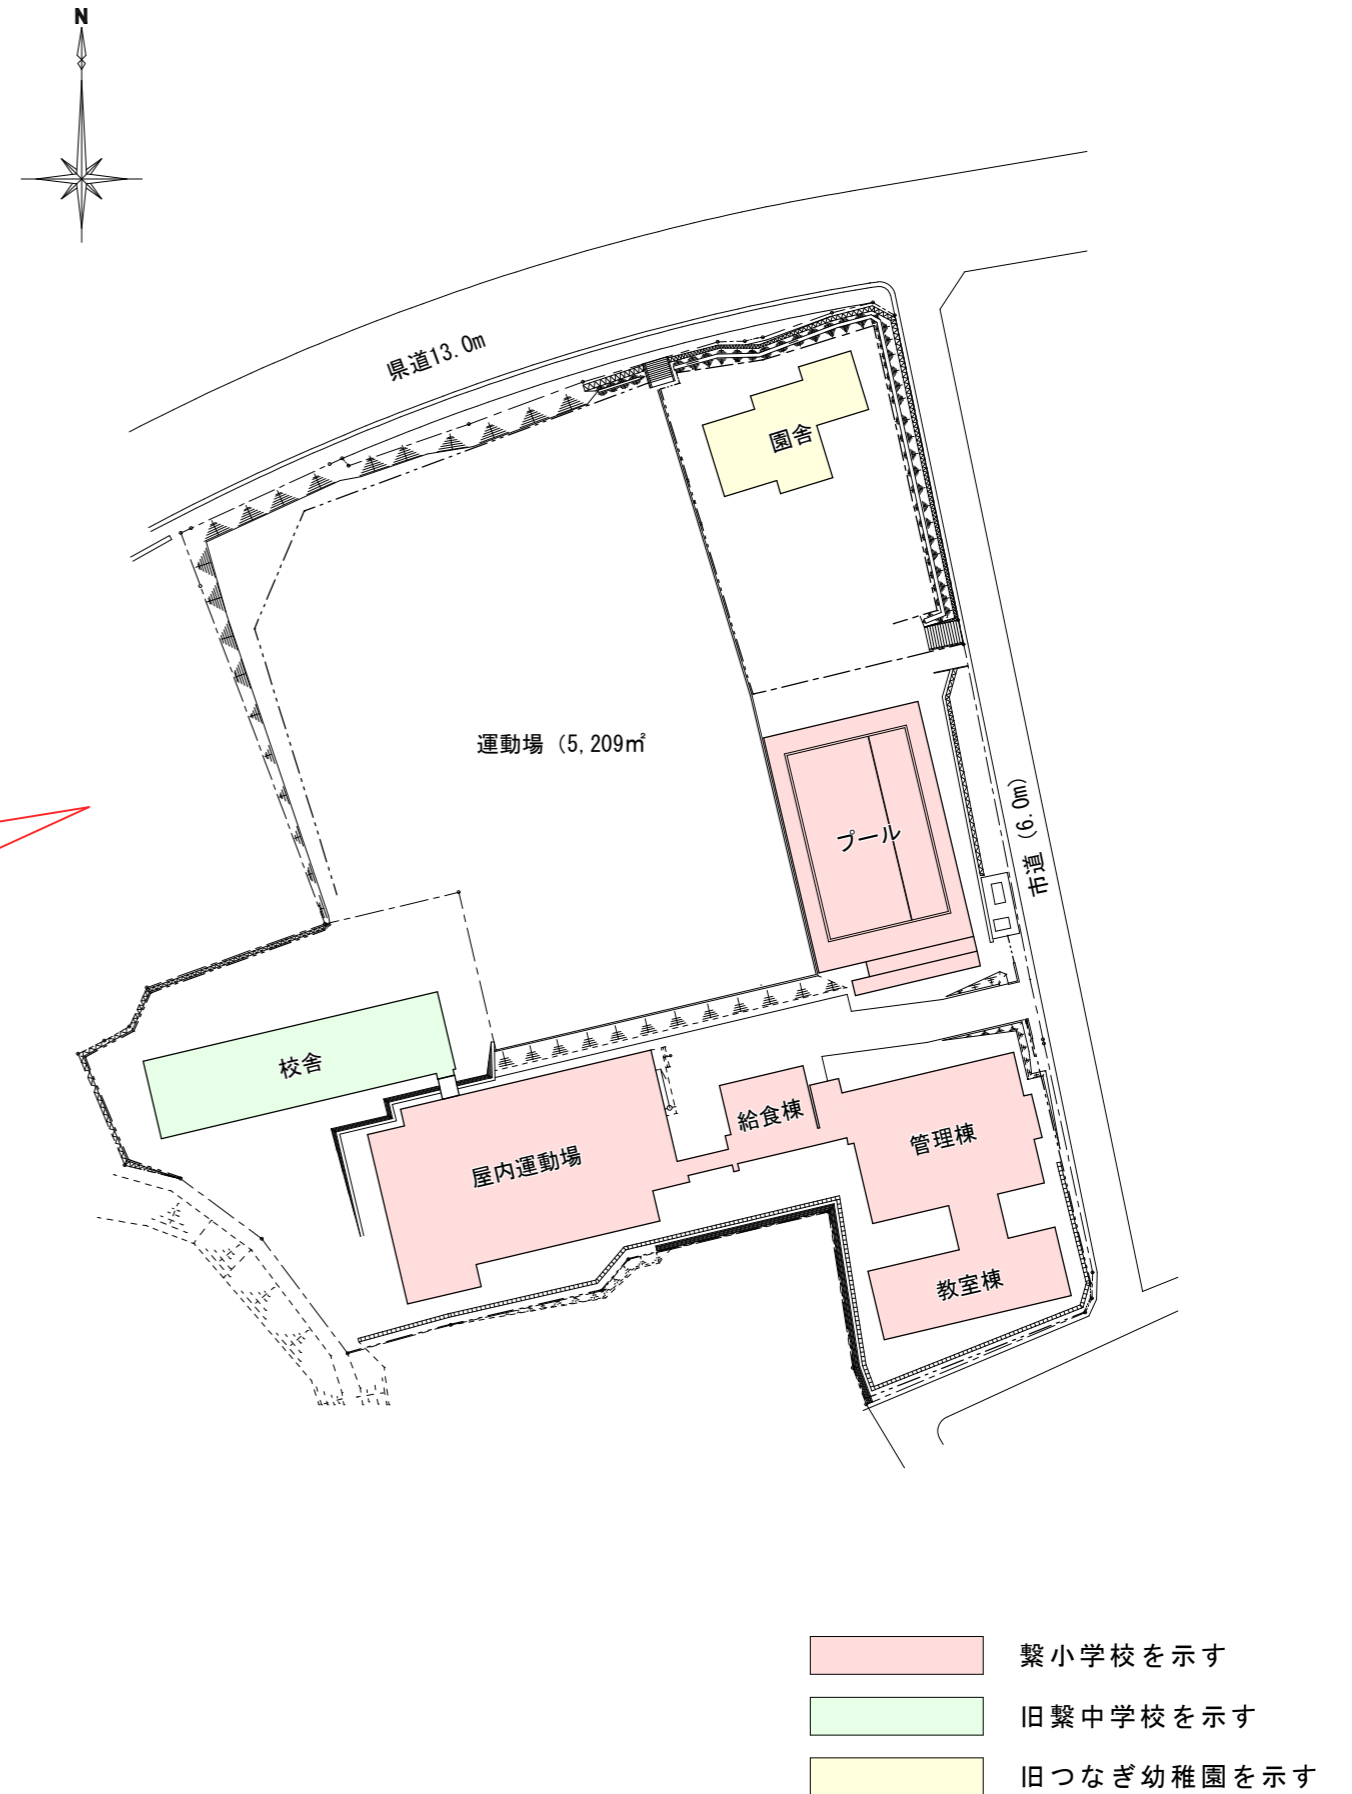 N
県道13.0m
園舎
運動場（5,209㎡
プール
市道（6.0m）
校舎
給食棟
管理棟
屋内運動場
教室棟
繋小学校を示す
旧繋中学校を示す
旧つなぎ幼稚園を示す